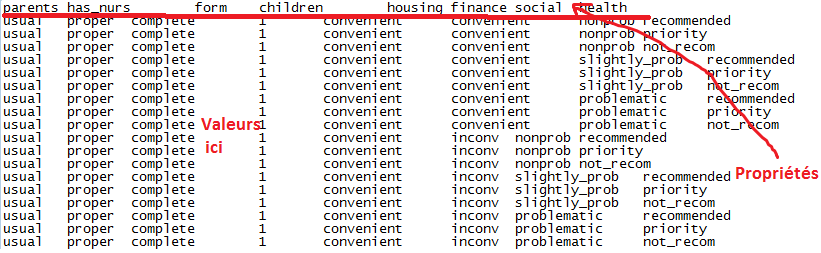 parents has_nurs form children housing finance social health
usual proper complete 1 convenient convenient nonprob recommended
usual proper complete 1 convenient convenient nonprob priority
usual proper complete 1 convenient convenient nonprob not_recom
usual proper complete 1 convenient convenient slightly_prob recommended
usual proper complete 1 convenient convenient slightly_prob priority
usual proper complete 1 convenient convenient slightly_prob not_recom
usual proper complete 1 convenient convenient problematic recommended
usual proper complete 1 convenient convenient problematic priority
usual proper complete 1 convenient convenient problematic not_recom
Valeurs
usual proper complete 1 convenient inconv nonprob recommended
usual proper complete 1 convenient inconv nonprob priority
ici
usual proper complete 1 convenient inconv nonprob not_recom
usual proper complete 1 convenient inconv slightly_prob recommended
Propriétés
usual proper complete 1 convenient inconv slightly_prob priority
usual proper complete 1 convenient inconv slightly_prob not_recom
usual proper complete 1 convenient inconv problematic recommended
usual proper complete 1 convenient inconv problematic priority
usual proper complete 1 convenient inconv problematic not_recom